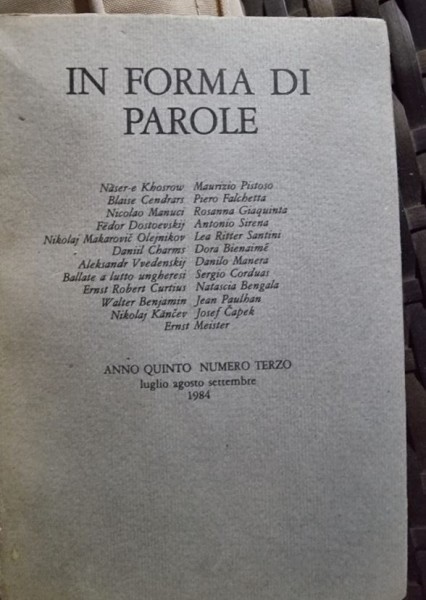 IN FORMA DI
PAROLE
Nāser-e Khosrow Maurizio Pistoso
Blaise Cendrars Piero Falchetta
Nicolao Manuci Rosanna Giaquinta
Fëdor Dostoevskij Antonio Sirena
Nikolaj Makarovič Olejnikov Lea Ritter Santini
Daniil Charms Dora Bienaimé
Aleksandr Vvedenskij Danilo Manera
Ballate a lutto ungheresi Sergio Corduas
Ernst Robert Curtius Natascia Bengala
Walter Benjamin Jean Paulhan
Nikolaj Kănčev Josef Čapek
Ernst Meister
ANNO QUINTO NUMERO TERZO
luglio agosto settembre
1984